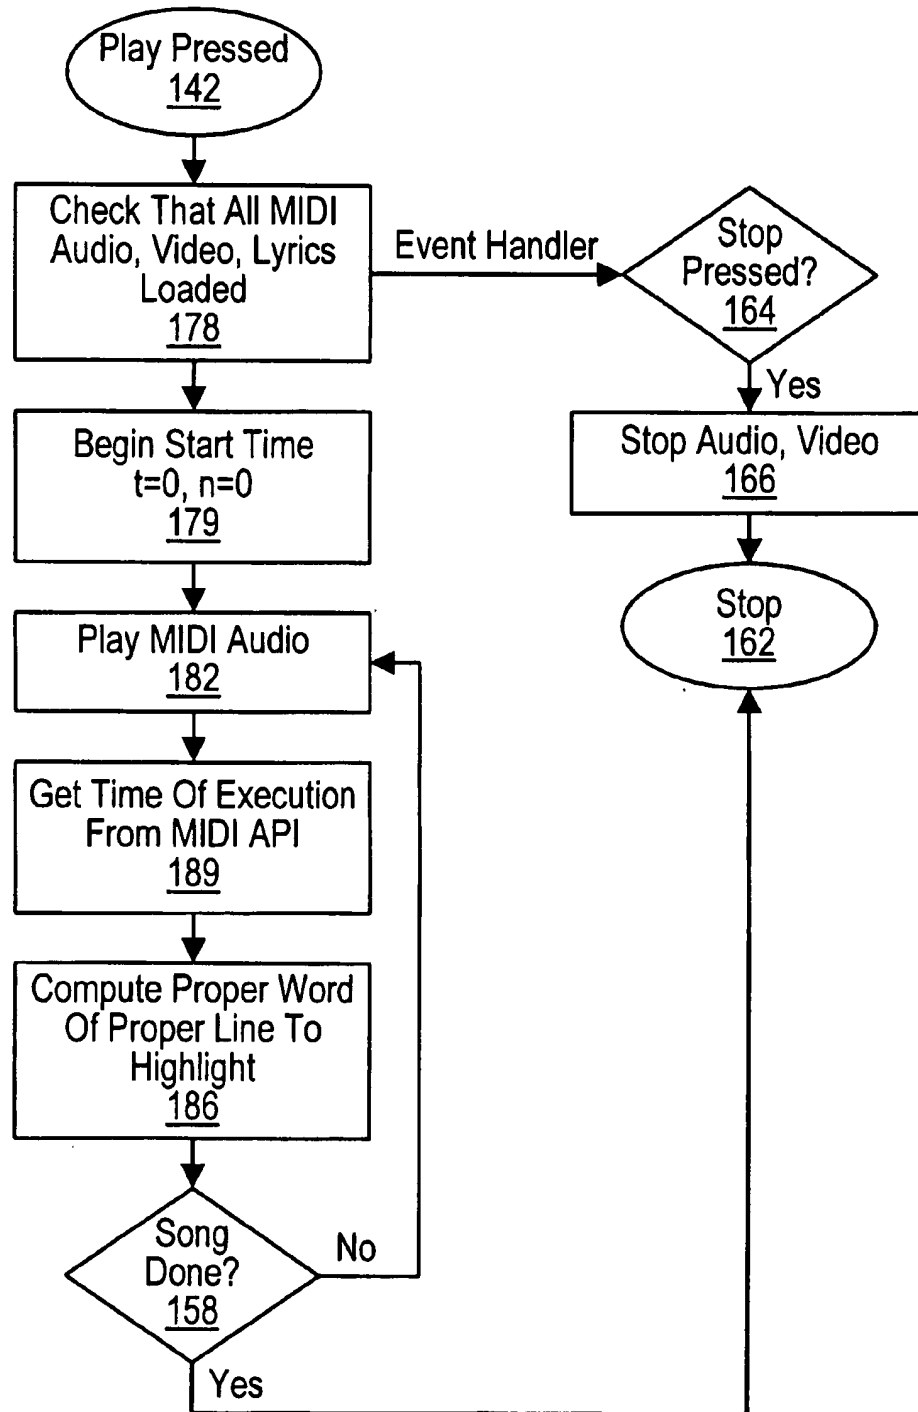 Play Pressed
142
Check That All MIDI
Audio, Video, Lyrics
Loaded
178
Event Handler
Stop
Pressed?
164
Yes
Begin Start Time
t=0, n=0
179
Stop Audio, Video
166
Play MIDI Audio
182
Stop
162
Get Time Of Execution
From MIDI API
189
Compute Proper Word
Of Proper Line To
Highlight
186
Song
Done?
158
No
Yes